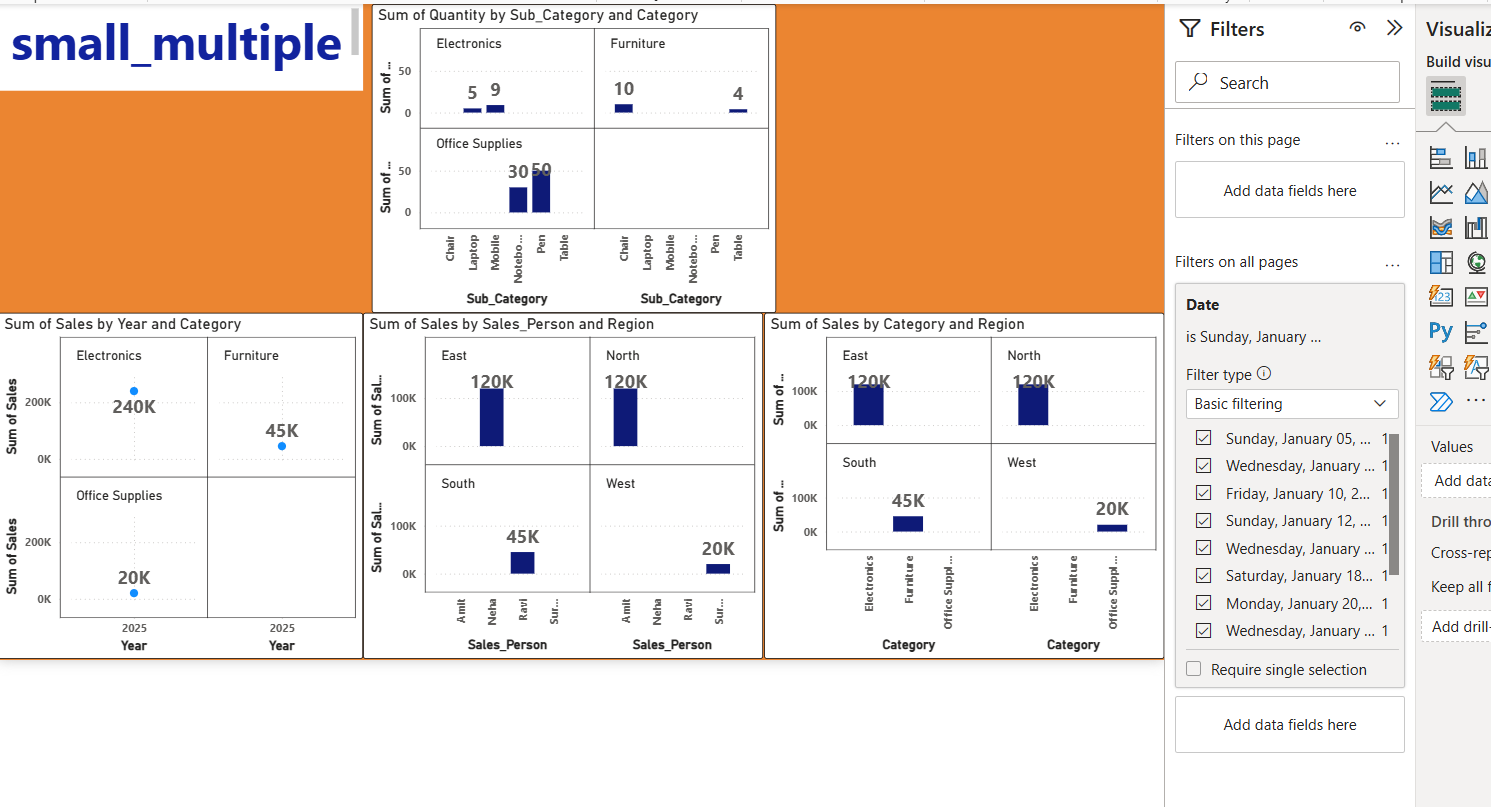 small_multiple
Sum of Quantity by Sub_Category and Category
Electronics
Furniture
Sum of ...
50
0
5
9
10
4
Office Supplies
Sum of ...
50
0
30
50
Chair
Laptop
Mobile
Notebo...
Pen
Table
Chair
Laptop
Mobile
Notebo...
Pen
Table
Sub_Category
Sub_Category
Sum of Sales by Year and Category
Electronics
Furniture
Sum of Sales
200K
0K
240K
45K
Office Supplies
Sum of Sales
200K
0K
20K
2025
2025
Year
Year
Sum of Sales by Sales_Person and Region
East
North
Sum of Sal...
100K
0K
120K
120K
South
West
Sum of Sal...
100K
0K
45K
20K
Amit
Neha
Ravi
Sur...
Amit
Neha
Ravi
Sur...
Sales_Person
Sales_Person
Sum of Sales by Category and Region
East
North
Sum of ...
100K
0K
120K
120K
South
West
Sum of ...
100K
0K
45K
20K
Electronics
Furniture
Office Suppl...
Electronics
Furniture
Office Suppl...
Category
Category
Filters
Search
Filters on this page
...
Add data fields here
Filters on all pages
...
Date
is Sunday, January ...
Filter type
Basic filtering
Sunday, January 05, ... 1
Wednesday, January ... 1
Friday, January 10, 2... 1
Sunday, January 12, ... 1
Wednesday, January ... 1
Saturday, January 18... 1
Monday, January 20,... 1
Wednesday, January ... 1
Require single selection
Add data fields here
Visualiz
Build visu
123
Py
...
Values
Add data
Drill thro
Cross-rep
Keep all f
Add drill-